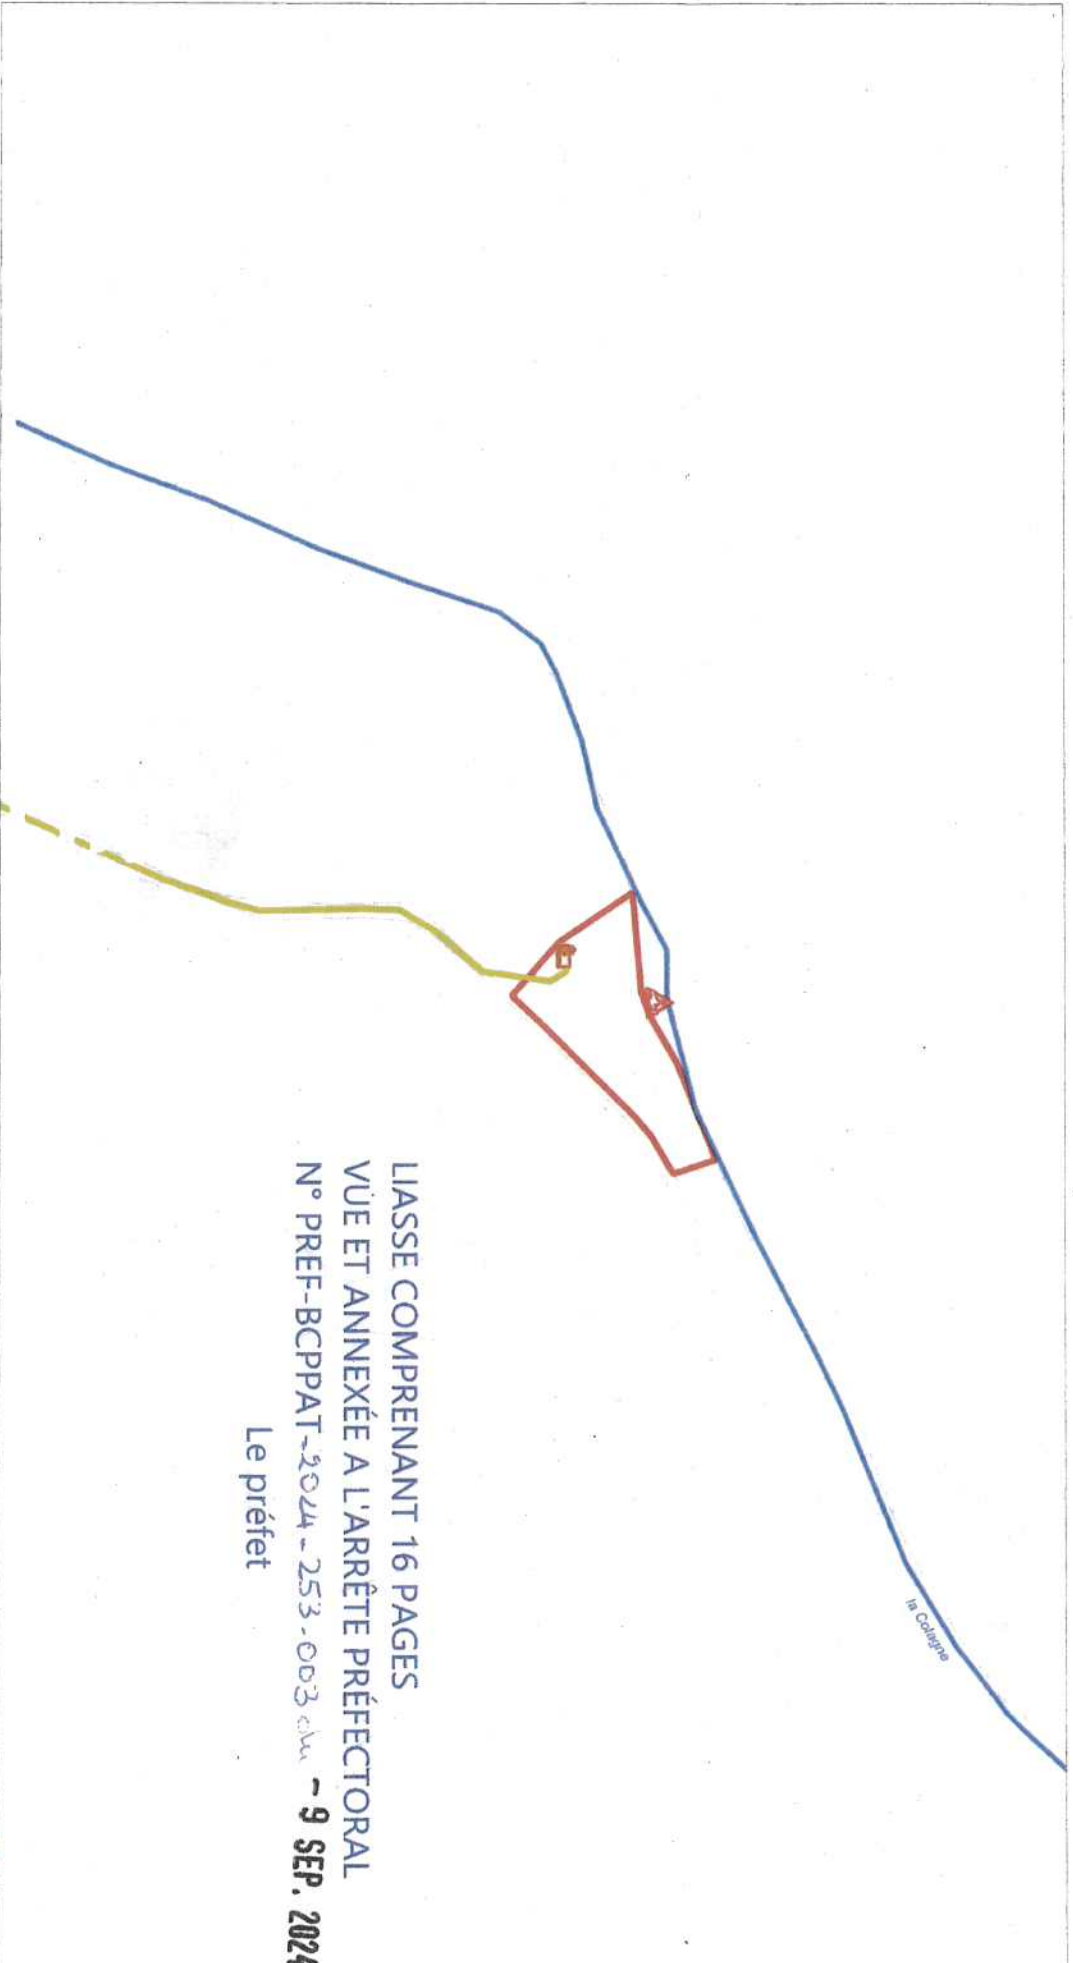 la Colagne
LIASSE COMPRENANT 16 PAGES
VUE ET ANNEXÉE A L'ARRÊTE PRÉFECTORAL
N° PREF-BCPPAT-2024-253-003 du - 9 SEP. 2024
Le préfet